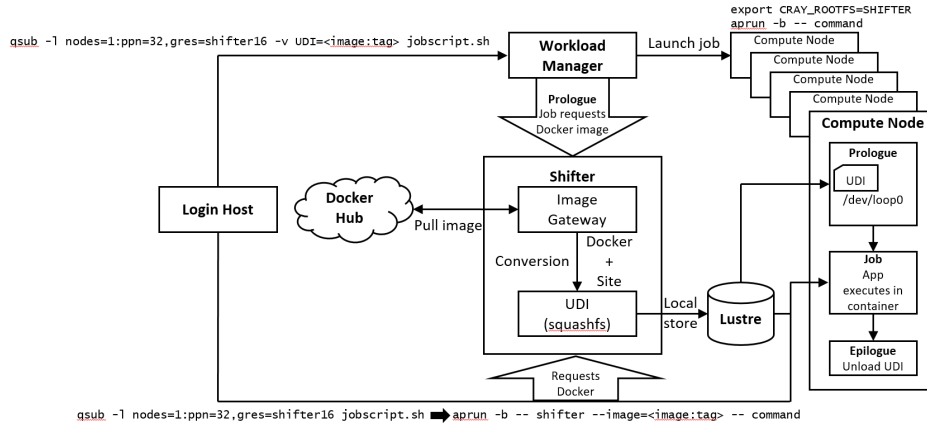 export CRAY_ROOTFS=SHIFTER
aprun -b -- command
qsub -l nodes=1:ppn=32,gres=shifter16 -v UDI=<image:tag> jobscript.sh
Workload
Manager
Launch job
Compute Node
Compute Node
Compute Node
Compute Node
Compute Node
Prologue
Job requests
Docker image
Prologue
UDI
/dev/loop0
Shifter
Login Host
Docker
Hub
Pull image
Image
Gateway
Conversion
Docker
+
Site
UDI
(squashfs)
Local
store
Lustre
Job
App
executes in
container
Epilogue
Unload UDI
Requests
Docker
qsub -l nodes=1:ppn=32,gres=shifter16 jobscript.sh ➡ aprun -b -- shifter --image=<image:tag> -- command